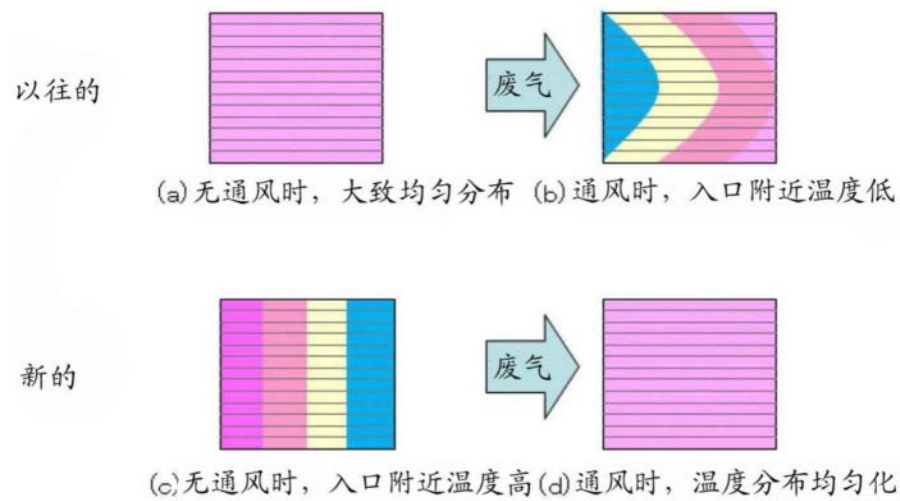 以往的
废气
(a)无通风时，大致均匀分布 (b)通风时，入口附近温度低
新的
废气
(c)无通风时，入口附近温度高(d)通风时，温度分布均匀化